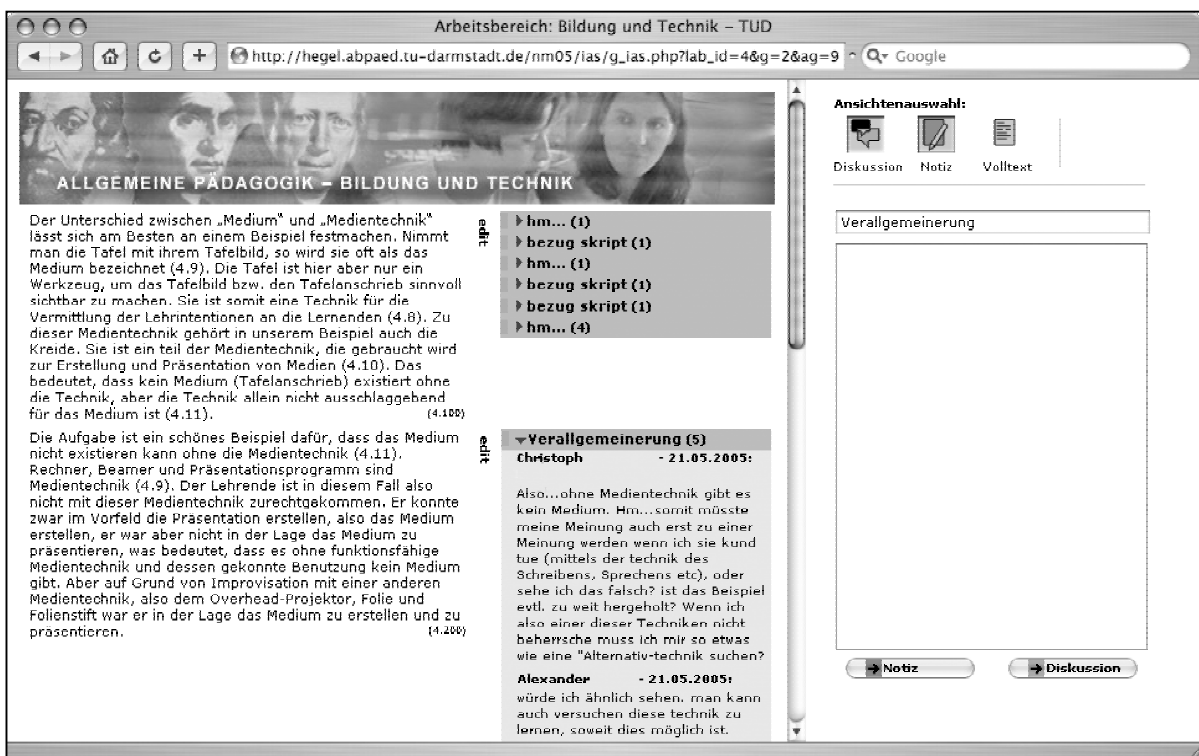 Arbeitsbereich: Bildung und Technik – TUD
http://hegel.abpaed.tu-darmstadt.de/nm05/ias/g_ias.php?lab_id=4&g=2&ag=9
Google
ALLGEMEINE PÄDAGOGIK – BILDUNG UND TECHNIK
Der Unterschied zwischen „Medium“ und „Medientechnik“
lässt sich am Besten an einem Beispiel festmachen. Nimmt
man die Tafel mit ihrem Tafelbild, so wird sie oft als das
Medium bezeichnet (4.9). Die Tafel ist hier aber nur ein
Werkzeug, um das Tafelbild bzw. den Tafelanschrieb sinnvoll
sichtbar zu machen. Sie ist somit eine Technik für die
Vermittlung der Lehrintentionen an die Lernenden (4.8). Zu
dieser Medientechnik gehört in unserem Beispiel auch die
Kreide. Sie ist ein teil der Medientechnik, die gebraucht wird
zur Erstellung und Präsentation von Medien (4.10). Das
bedeutet, dass kein Medium (Tafelanschrieb) existiert ohne
die Technik, aber die Technik allein nicht ausschlaggebend
für das Medium ist (4.11).
(4.100)
edit
hm... (1)
bezug skript (1)
hm... (1)
bezug skript (1)
bezug skript (1)
hm... (4)
Die Aufgabe ist ein schönes Beispiel dafür, dass das Medium
nicht existieren kann ohne die Medientechnik (4.11).
Rechner, Beamer und Präsentationsprogramm sind
Medientechnik (4.9). Der Lehrende ist in diesem Fall also
nicht mit dieser Medientechnik zurechtgekommen. Er konnte
zwar im Vorfeld die Präsentation erstellen, also das Medium
erstellen, er war aber nicht in der Lage das Medium zu
präsentieren, was bedeutet, dass es ohne funktionsfähige
Medientechnik und dessen gekonnte Benutzung kein Medium
gibt. Aber auf Grund von Improvisation mit einer anderen
Medientechnik, also dem Overhead-Projektor, Folie und
Folienstift war er in der Lage das Medium zu erstellen und zu
präsentieren.
(4.200)
edit
Verallgemeinerung (5)
Christoph - 21.05.2005:
Also...ohne Medientechnik gibt es
kein Medium. Hm...somit müsste
meine Meinung auch erst zu einer
Meinung werden wenn ich sie kund
tue (mittels der technik des
Schreibens, Sprechens etc), oder
sehe ich das falsch? ist das Beispiel
evtl. zu weit hergeholt? Wenn ich
also einer dieser Techniken nicht
beherrsche muss ich mir so etwas
wie eine "Alternativ-technik suchen?
Alexander - 21.05.2005:
würde ich ähnlich sehen. man kann
auch versuchen diese technik zu
lernen, soweit dies möglich ist.
Ansichtenauswahl:
Diskussion Notiz Volltext
Verallgemeinerung
Notiz
Diskussion